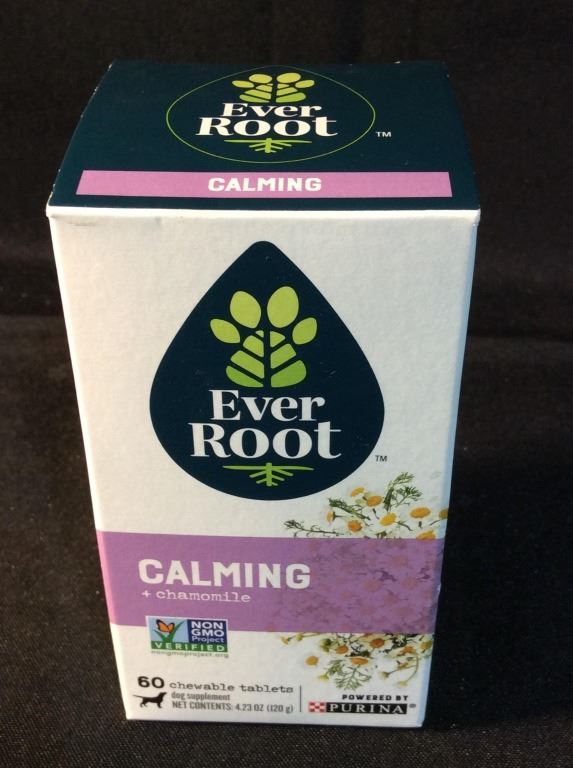 Ever
Root
TM
CALMING
Ever
Root
TM
CALMING
+ chamomile
NON
GMO
Project
VERIFIED
nongmoproject.org
60 chewable tablets
dog supplement
NET CONTENTS: 4.23 OZ (120 g)
POWERED BY
PURINA®